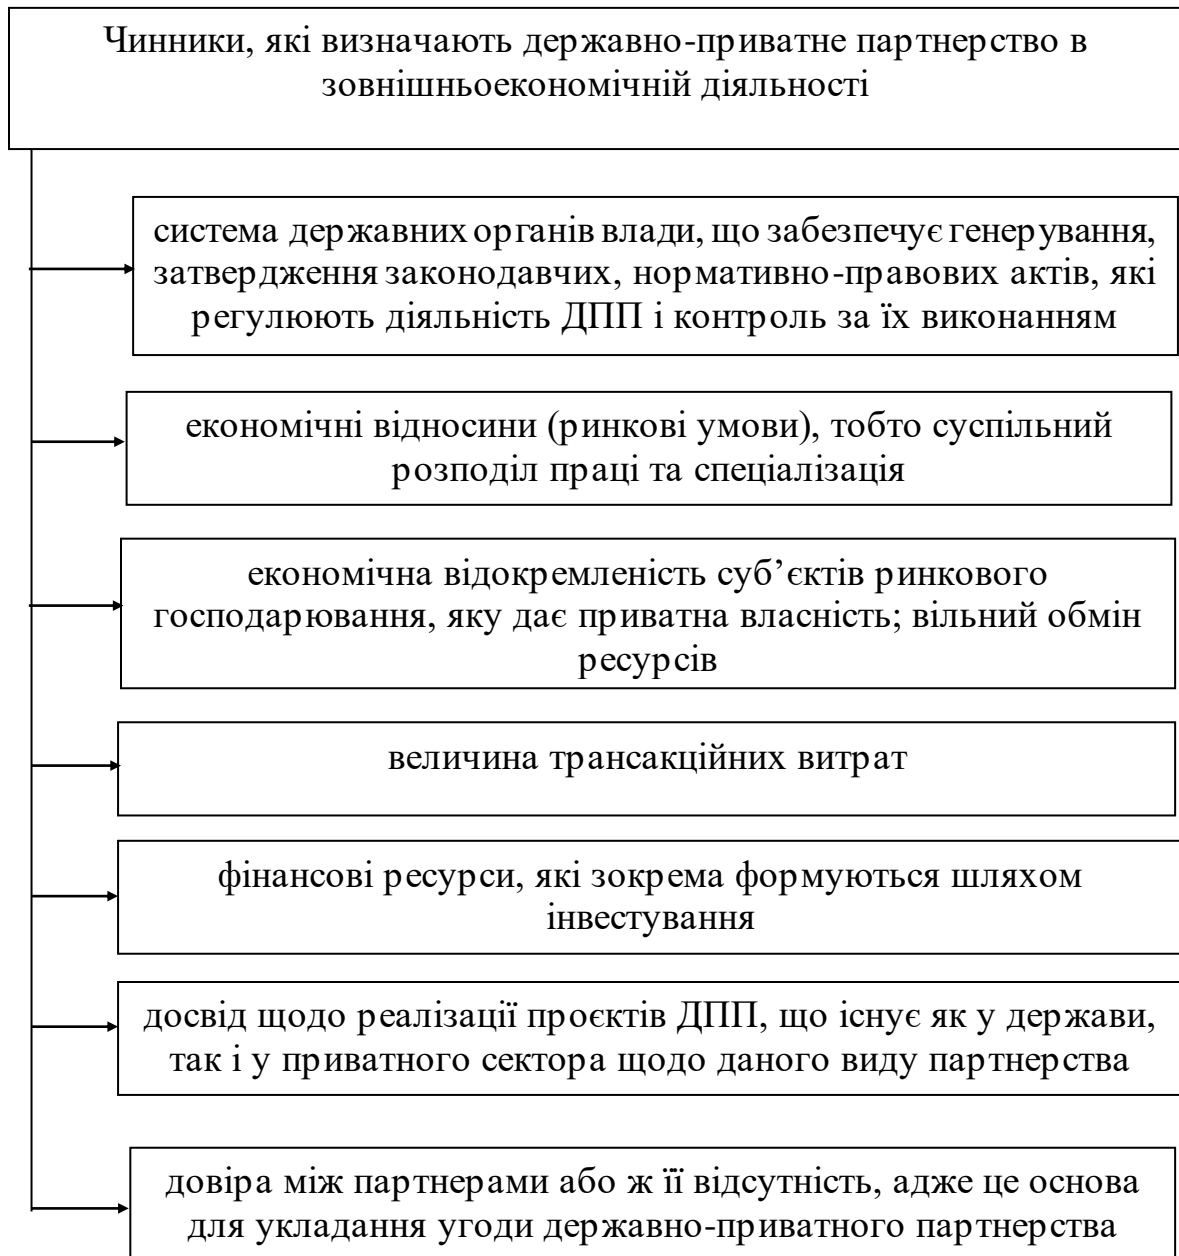 Чинники, які визначають державно-приватне партнерство в
зовнішньоекономічній діяльності
система державних органів влади, що забезпечує генерування,
затвердження законодавчих, нормативно-правових актів, які
регулюють діяльність ДПП і контроль за їх виконанням
економічні відносини (ринкові умови), тобто суспільний
розподіл праці та спеціалізація
економічна відокремленість суб’єктів ринкового
господарювання, яку дає приватна власність; вільний обмін
ресурсів
величина трансакційних витрат
фінансові ресурси, які зокрема формуються шляхом
інвестування
досвід щодо реалізації проєктів ДПП, що існує як у держави,
так і у приватного сектора щодо даного виду партнерства
довіра між партнерами або ж її відсутність, адже це основа
для укладання угоди державно-приватного партнерства